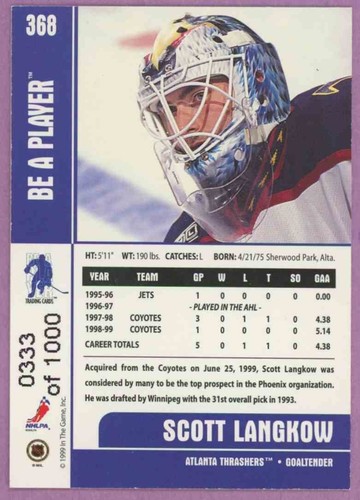 368
BE A PLAYER™
HT: 5'11" WT: 190 lbs. CATCHES: L BORN: 4/21/75 Sherwood Park, Alta.
YEAR TEAM GP W L T SO GAA
1995-96 JETS 1 0 0 0 0 0.00
1996-97 - PLAYED IN THE AHL -
1997-98 COYOTES 3 0 1 1 0 4.38
1998-99 COYOTES 1 0 0 0 0 5.14
CAREER TOTALS 5 0 1 1 0 4.38
Acquired from the Coyotes on June 25, 1999, Scott Langkow was
considered by many to be the top prospect in the Phoenix organization.
He was drafted by Winnipeg with the 31st overall pick in 1993.
SCOTT LANGKOW
ATLANTA THRASHERS™ • GOALTENDER
TRADING CARDS
0333
of 1000
NHLPA
© 1999 In The Game, Inc.